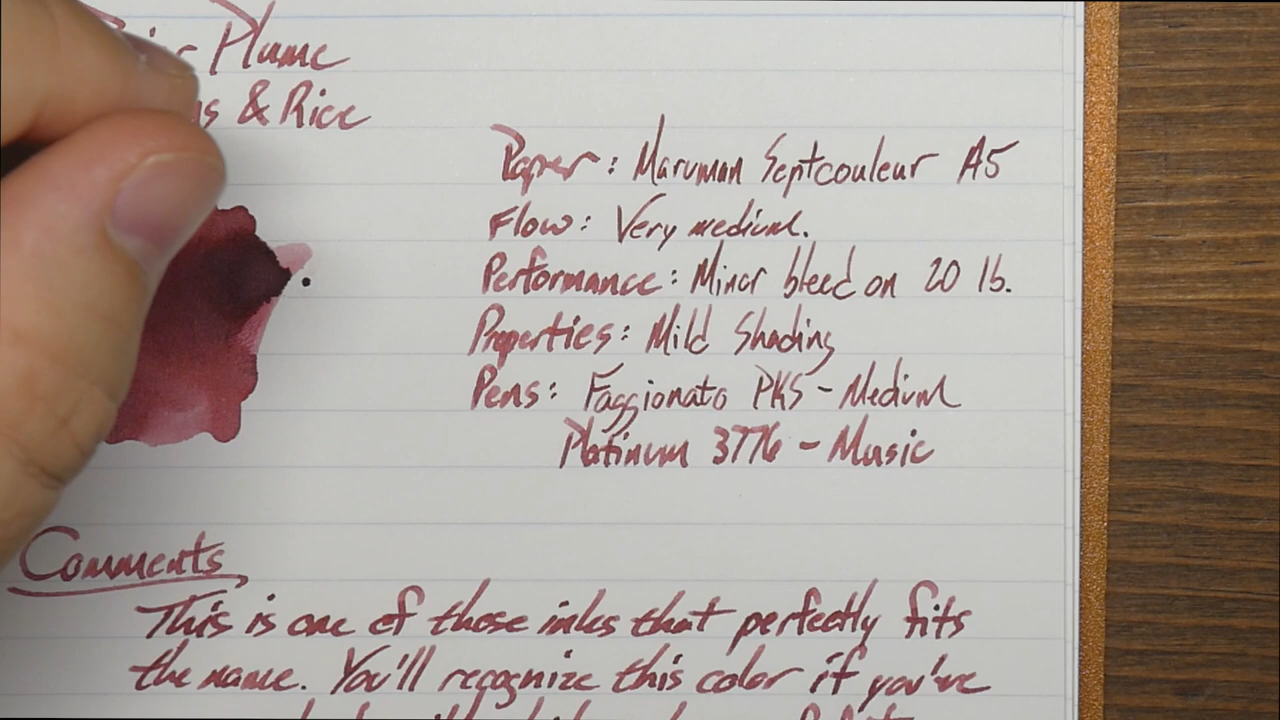 Plume
& Rice
Paper: Maruman Septcouleur A5
Flow: Very medium.
Performance: Minor bleed on 20 lb.
Properties: Mild Shading
Pens: Faggionato PKS - Medium
Platinum 3776 - Music
Comments
This is one of those inks that perfectly fits
the name. You'll recognize this color if you've